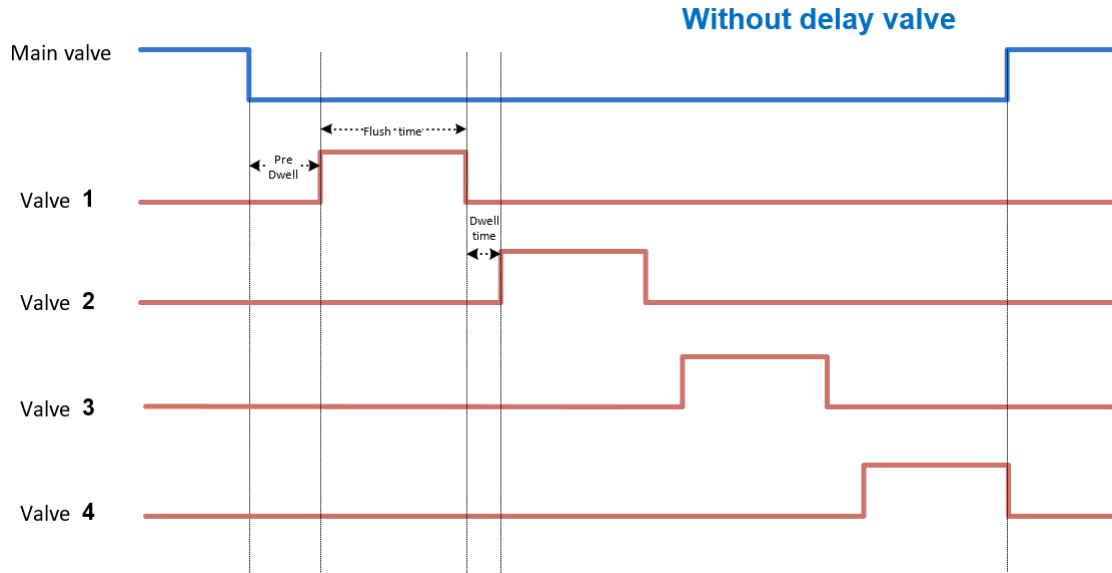 Without delay valve
Main valve
Flush time
Pre
Dwell
Valve 1
Dwell
time
Valve 2
Valve 3
Valve 4